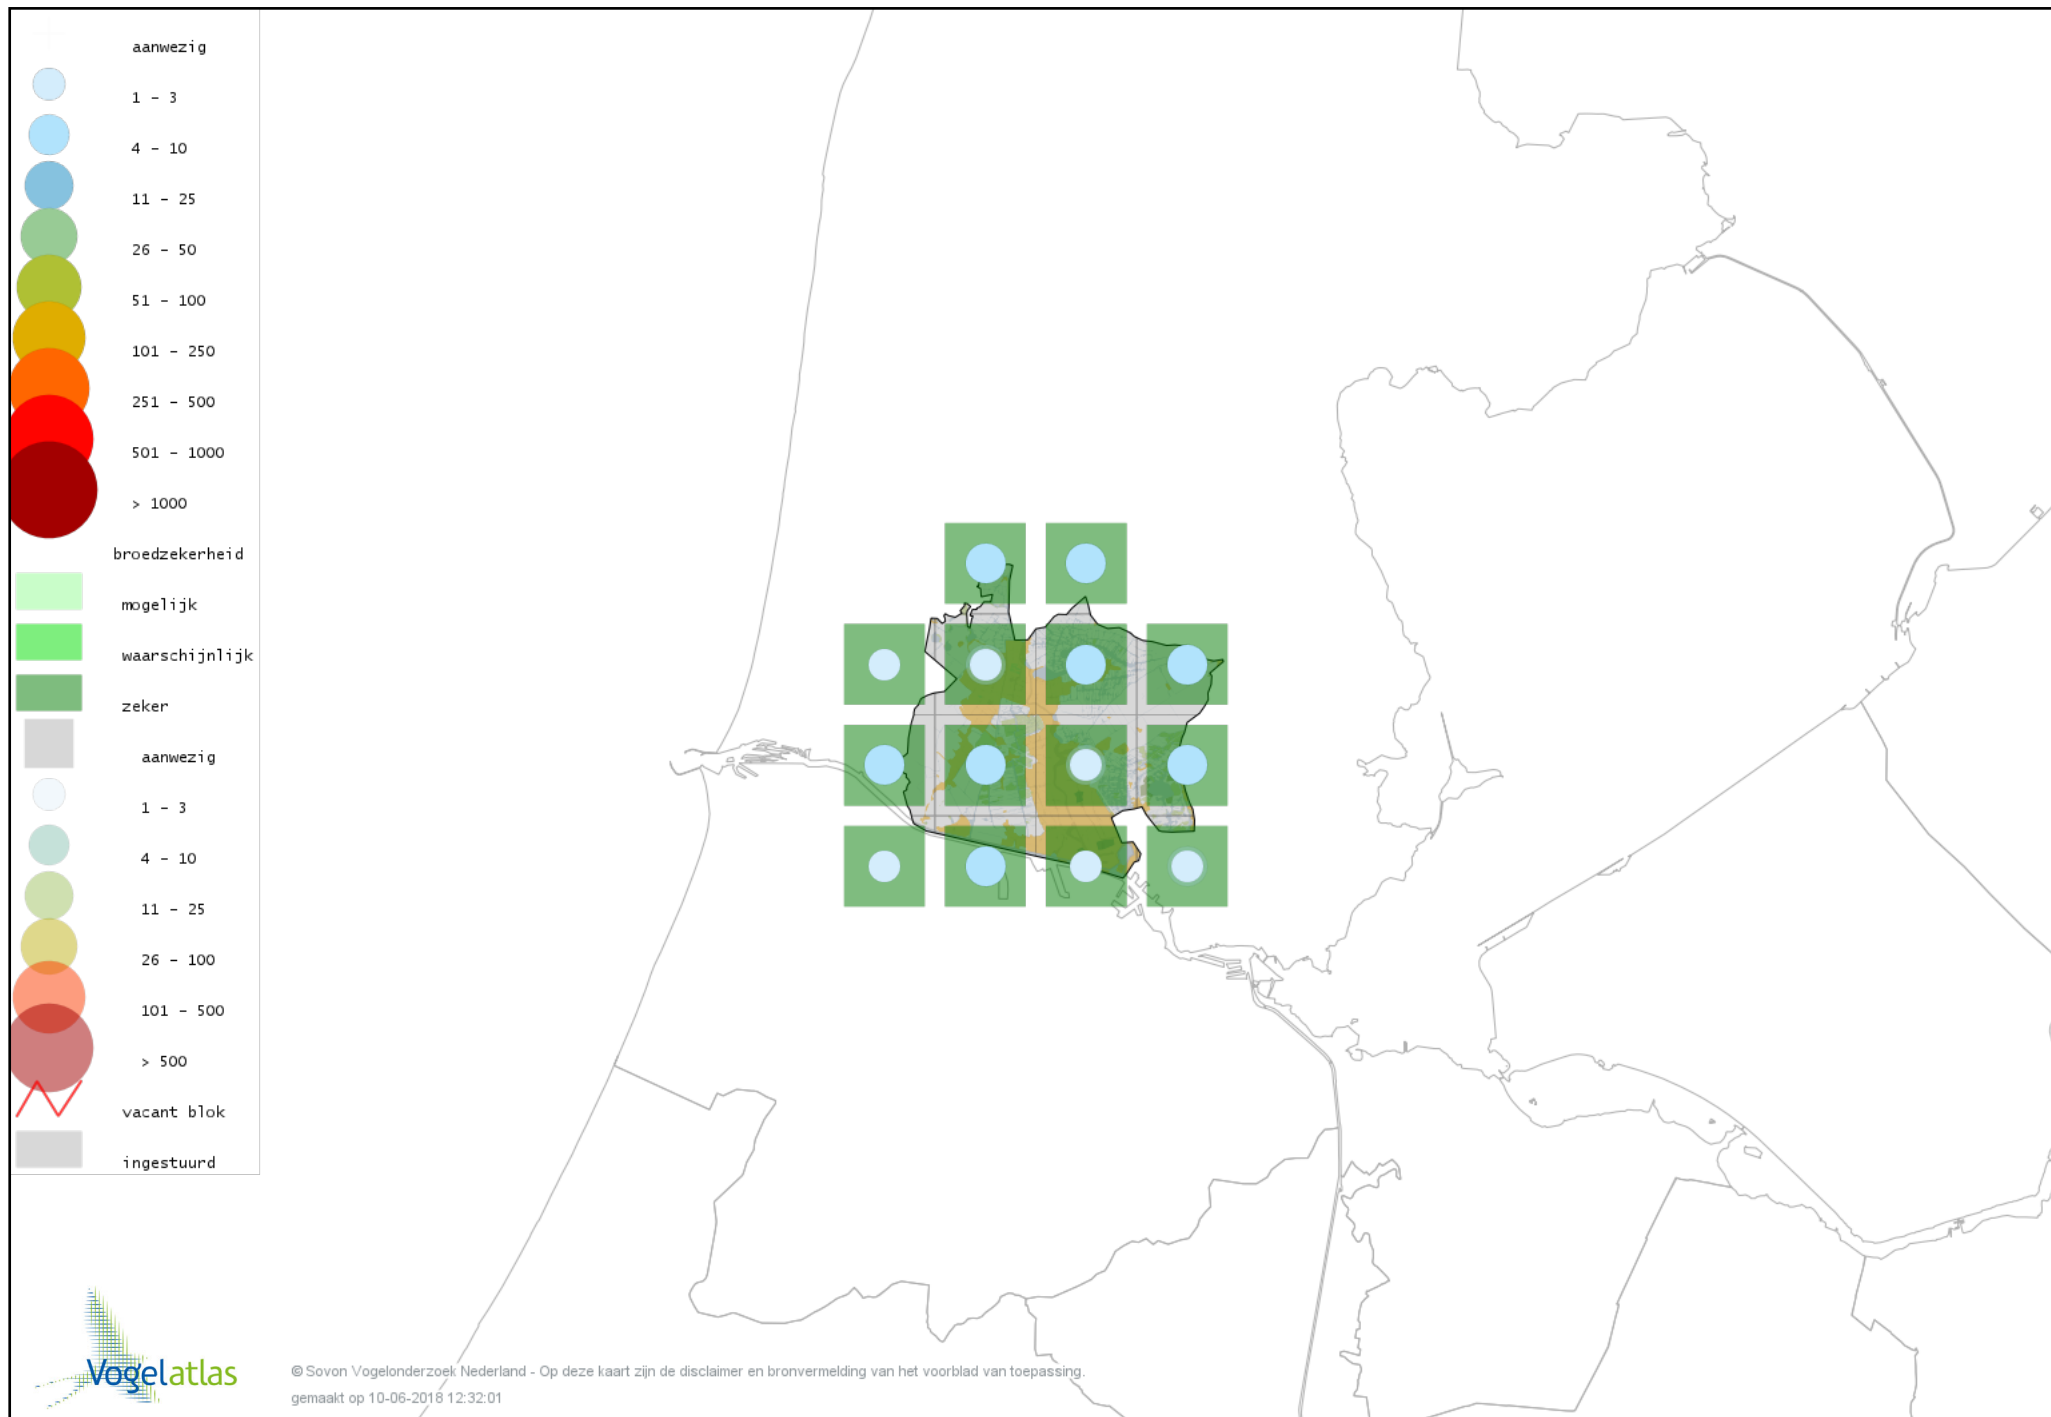 aanwezig
1 - 3
4 - 10
11 - 25
26 - 50
51 - 100
101 - 250
251 - 500
501 - 1000
> 1000
broedzekerheid
mogelijk
waarschijnlijk
zeker
aanwezig
1 - 3
4 - 10
11 - 25
26 - 100
101 - 500
> 500
vacant blok
ingestuurd
Vogelatlas
© Sovon Vogelonderzoek Nederland - Op deze kaart zijn de disclaimer en bronvermelding van het voorblad van toepassing.
gemaakt op 10-06-2018 12:32:01